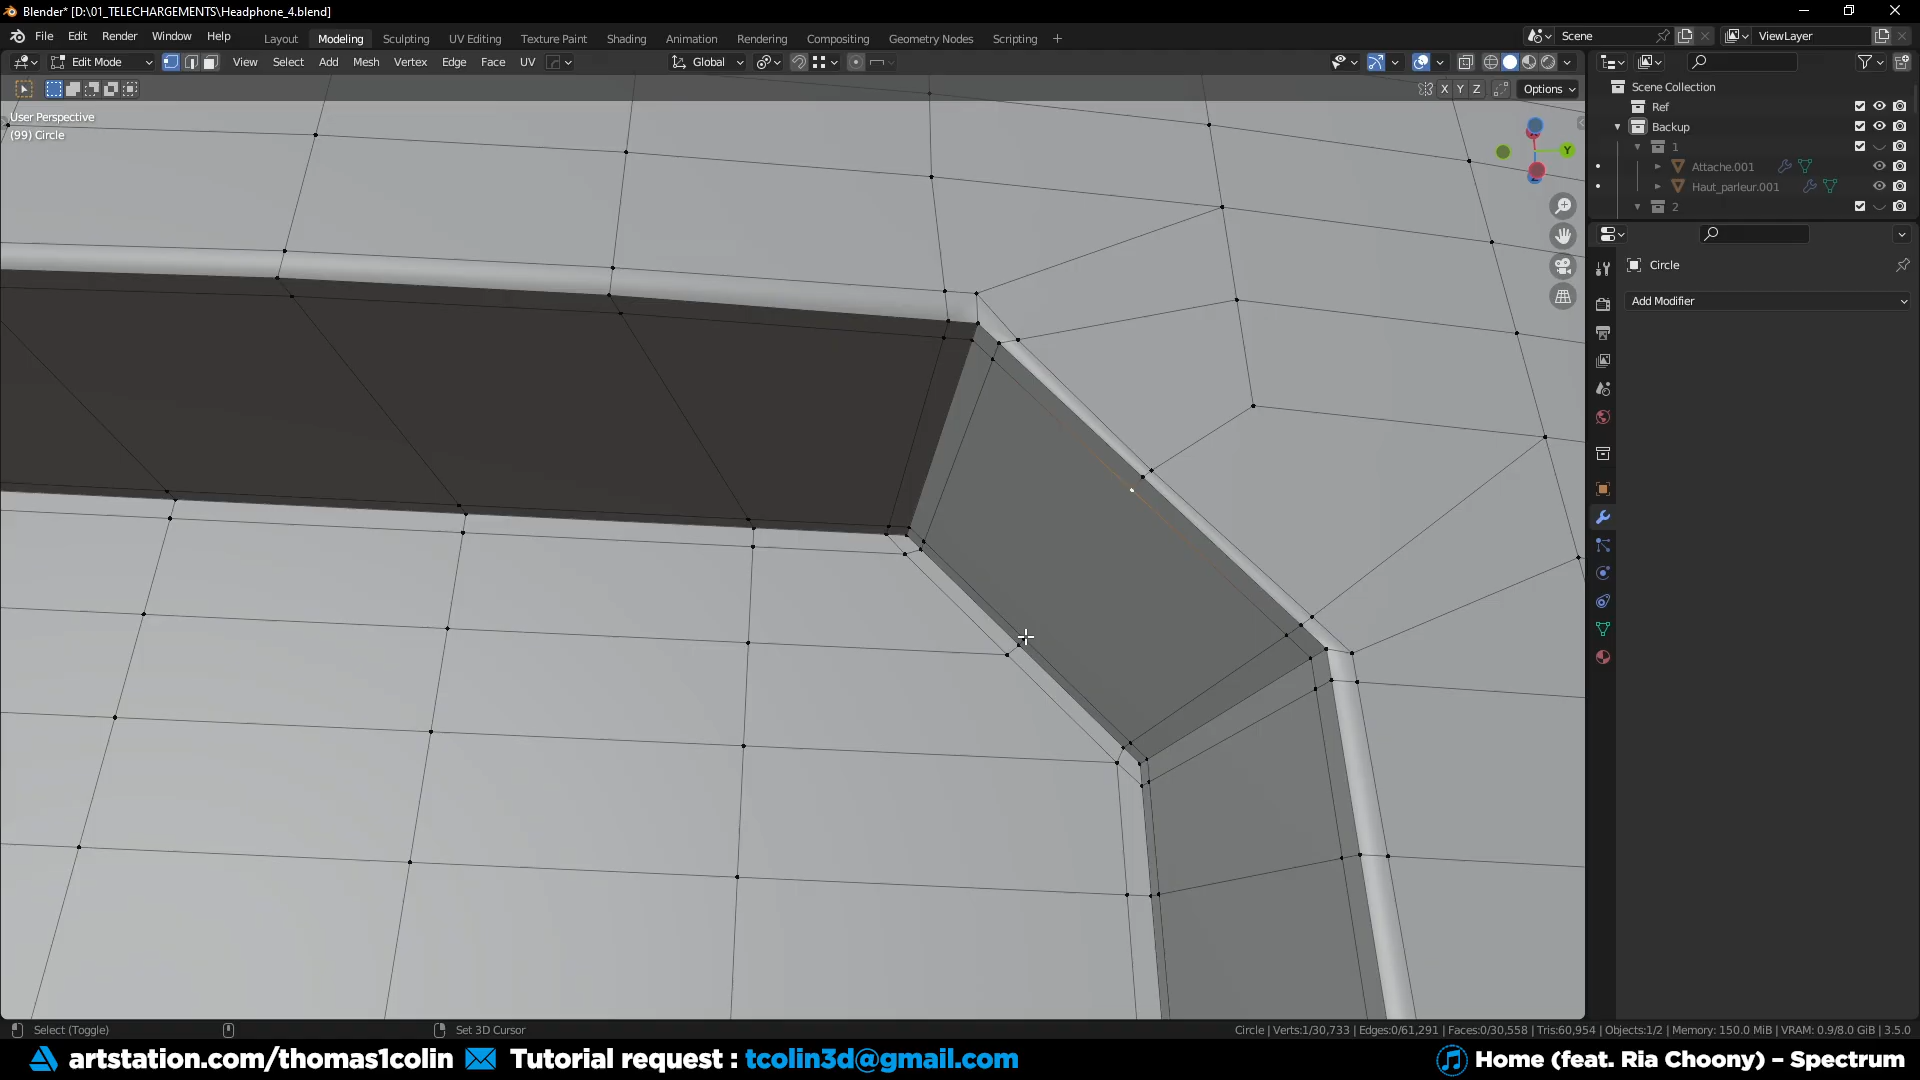 Blender* [D:\01_TELECHARGEMENTS\Headphone_4.blend]
File Edit Render Window Help
Layout Modeling Sculpting UV Editing Texture Paint Shading Animation Rendering Compositing Geometry Nodes Scripting +
Scene ViewLayer
Edit Mode View Select Add Mesh Vertex Edge Face UV Global
X Y Z Options
User Perspective
(99) Circle
Y
Scene Collection
Ref
Backup
1
Attache.001
Haut_parleur.001
2
Circle
Add Modifier
Select (Toggle) Set 3D Cursor Circle | Verts:1/30,733 | Edges:0/61,291 | Faces:0/30,558 | Tris:60,954 | Objects:1/2 | Memory: 150.0 MiB | VRAM: 0.9/8.0 GiB | 3.5.0
artstation.com/thomas1colin Tutorial request : tcolin3d@gmail.com Home (feat. Ria Choony) – Spectrum